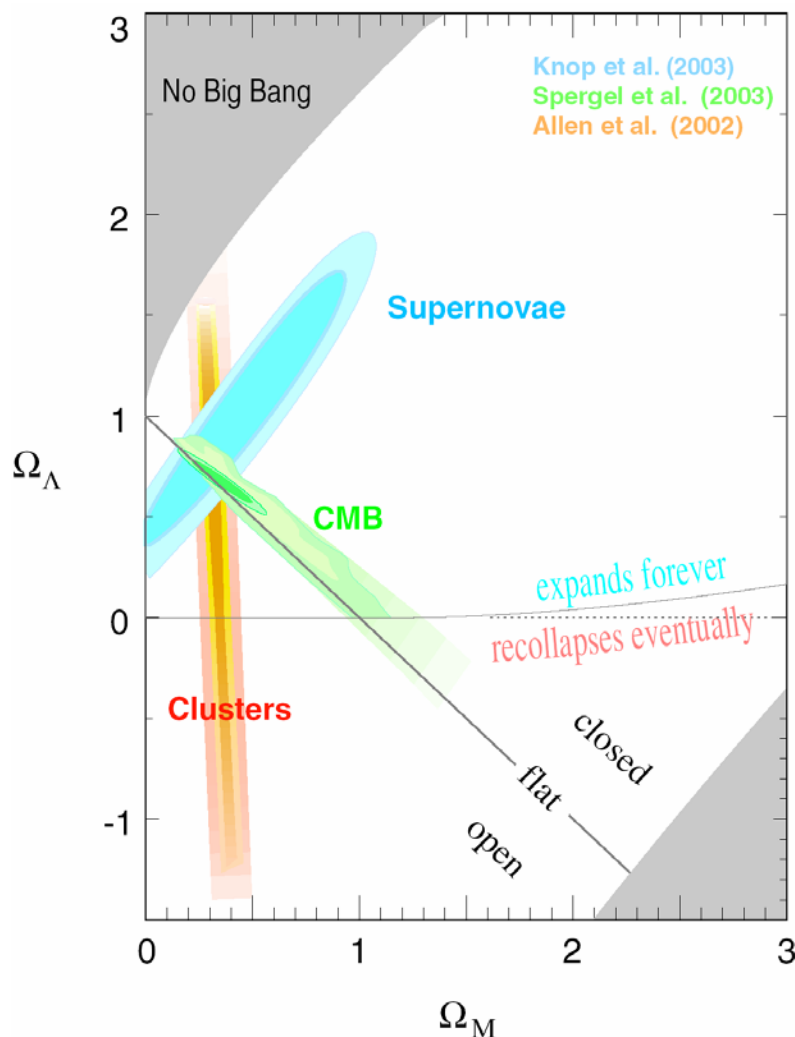 3
No Big Bang
Knop et al. (2003)
Spergel et al. (2003)
Allen et al. (2002)
2
Supernovae
1
Ω_Λ
CMB
expands forever
0
recollapses eventually
Clusters
closed
flat
-1
open
0 1 2 3
Ω_M